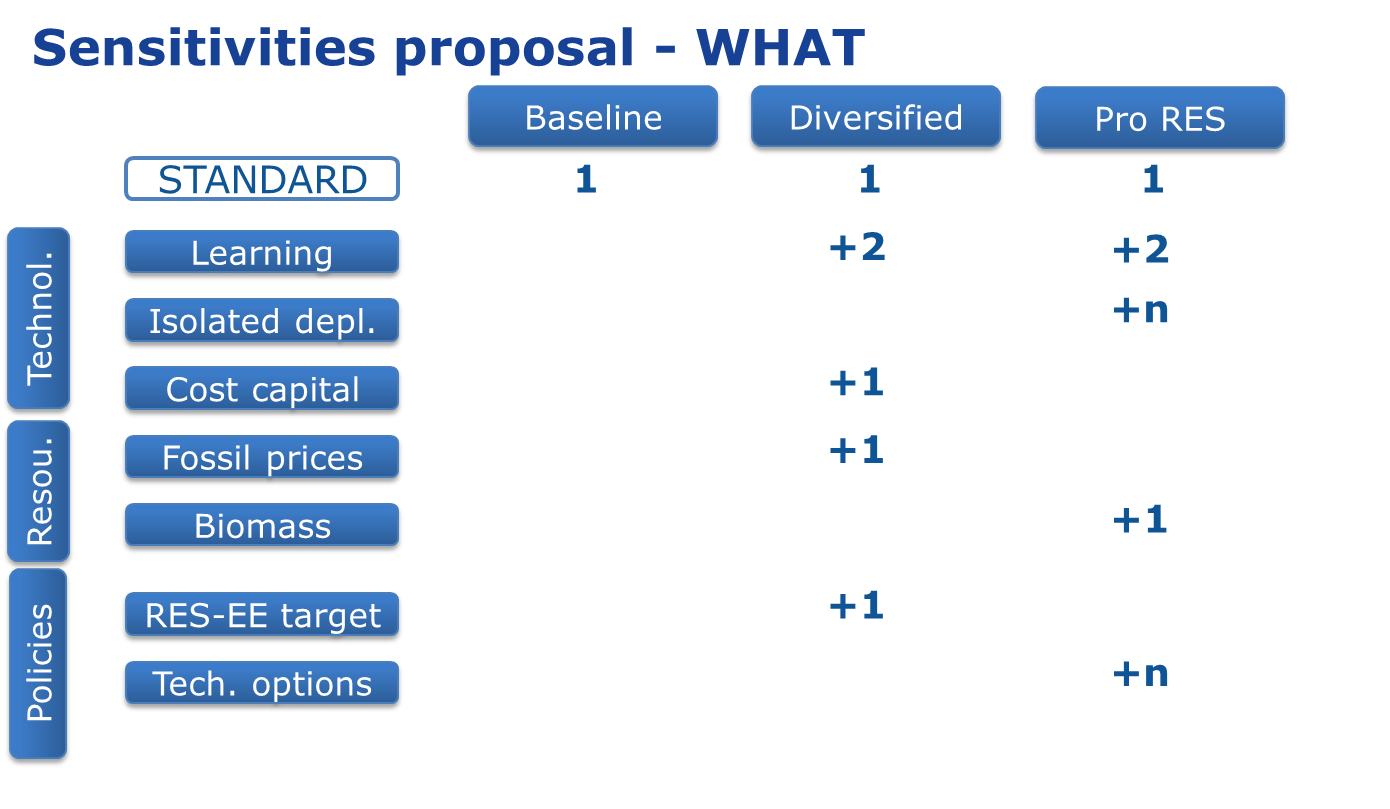 Sensitivities proposal – WHAT
Baseline
Diversified
Pro RES
STANDARD
1
1
1
Technol.
Learning
+2
+2
Isolated depl.
+n
Cost capital
+1
Resou.
Fossil prices
+1
Biomass
+1
Policies
RES-EE target
+1
Tech. options
+n